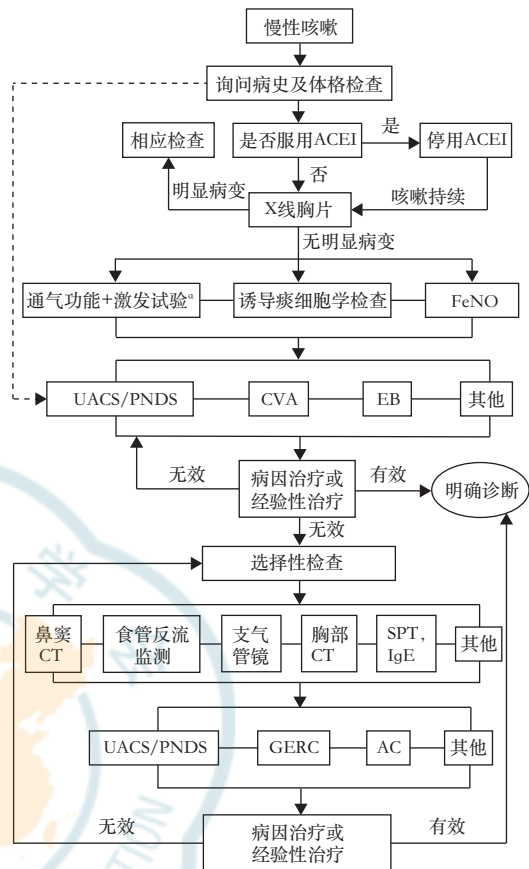 慢性咳嗽
询问病史及体格检查
相应检查
是否服用ACEI
是
停用ACEI
否
明显病变
咳嗽持续
X线胸片
无明显病变
通气功能+激发试验a
诱导痰细胞学检查
FeNO
UACS/PNDS
CVA
EB
其他
无效
病因治疗或
经验性治疗
有效
明确诊断
无效
选择性检查
鼻窦
CT
食管反流
监测
支气
管镜
胸部
CT
SPT,
IgE
其他
UACS/PNDS
GERC
AC
其他
无效
病因治疗或
经验性治疗
有效
学